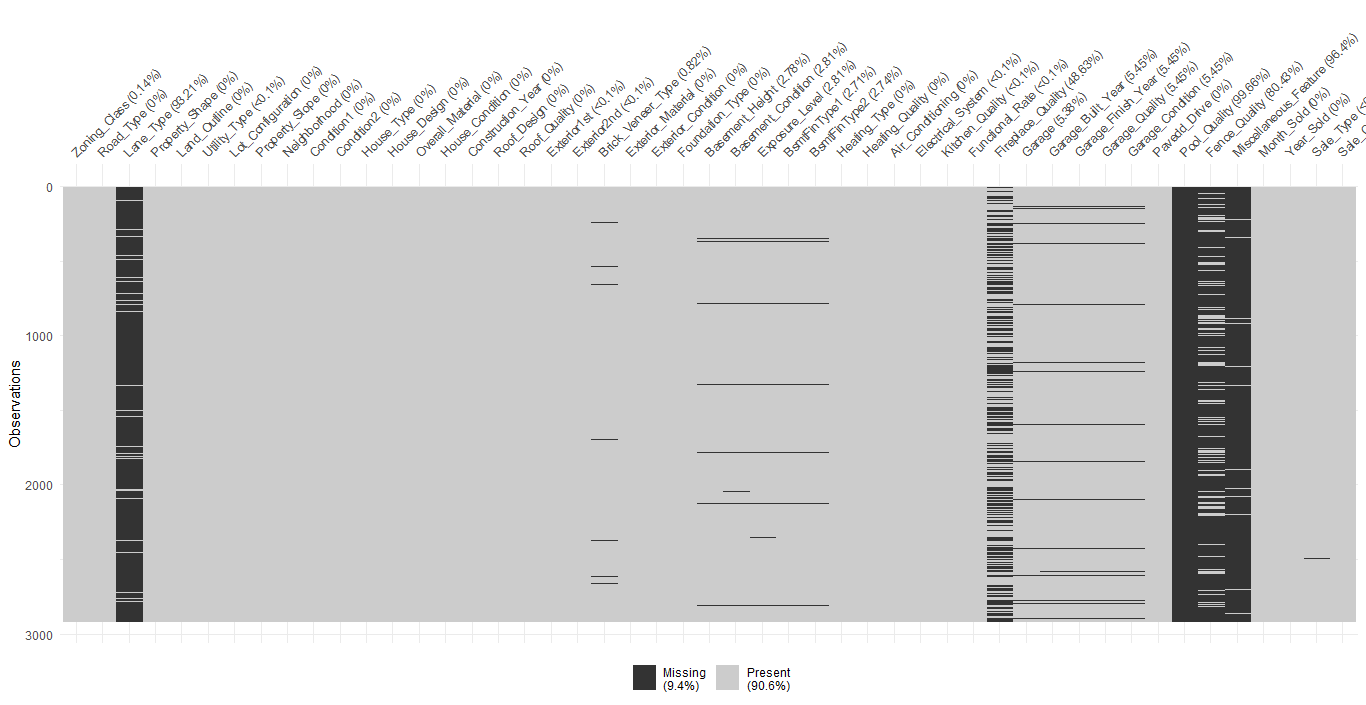 Zoning_Class (0.14%)
Road_Type (0%)
Lane_Type (93.21%)
Property_Shape (0%)
Land_Outline (0%)
Utility_Type (<0.1%)
Lot_Configuration (0%)
Property_Slope (0%)
Neighborhood (0%)
Condition1 (0%)
Condition2 (0%)
House_Type (0%)
House_Design (0%)
Overall_Material (0%)
House_Condition (0%)
Construction_Year (0%)
Roof_Design (0%)
Roof_Quality (0%)
Exterior1st (<0.1%)
Exterior2nd (<0.1%)
Brick_Veneer_Type (0.82%)
Exterior_Material (0%)
Exterior_Condition (0%)
Foundation_Type (0%)
Basement_Height (2.78%)
Basement_Condition (2.81%)
Exposure_Level (2.81%)
BsmtFinType1 (2.71%)
BsmtFinType2 (2.74%)
Heating_Type (0%)
Heating_Quality (0%)
Air_Conditioning (0%)
Electrical_System (<0.1%)
Kitchen_Quality (<0.1%)
Functional_Rate (<0.1%)
Fireplace_Quality (48.63%)
Garage (5.38%)
Garage_Built_Year (5.45%)
Garage_Finish_Year (5.45%)
Garage_Quality (5.45%)
Garage_Condition (5.45%)
Pavedd_Drive (0%)
Pool_Quality (99.66%)
Fence_Quality (80.43%)
Miscellaneous_Feature (96.4%)
Month_Sold (0%)
Year_Sold (0%)
Sale_Type (<
Sale_
0
1000
2000
3000
Observations
Missing
(9.4%)
Present
(90.6%)